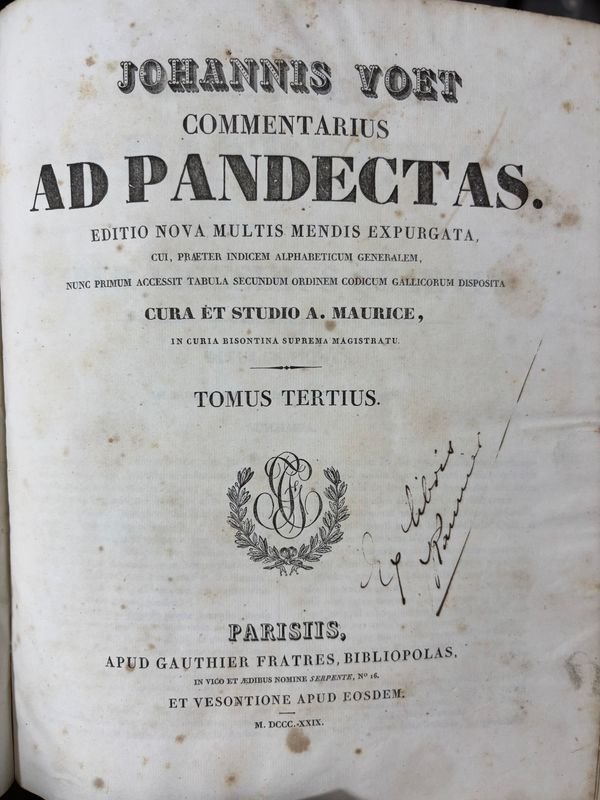 JOHANNIS VOET
COMMENTARIUS
AD PANDECTAS.
EDITIO NOVA MULTIS MENDIS EXPURGATA,
CUI, PRÆTER INDICEM ALPHABETICUM GENERALEM,
NUNC PRIMUM ACCESSIT TABULA SECUNDUM ORDINEM CODICUM GALLICORUM DISPOSITA
CURA ET STUDIO A. MAURICE,
IN CURIA BISONTINA SUPREMA MAGISTRATU.
TOMUS TERTIUS.
Ex libris
PARISIIS,
APUD GAUTHIER FRATRES, BIBLIOPOLAS,
IN VICO ET ÆDIBUS NOMINE SERPENTE, Nº 16.
ET VESONTIONE APUD EOSDEM.
M. DCCC.-XXIX.